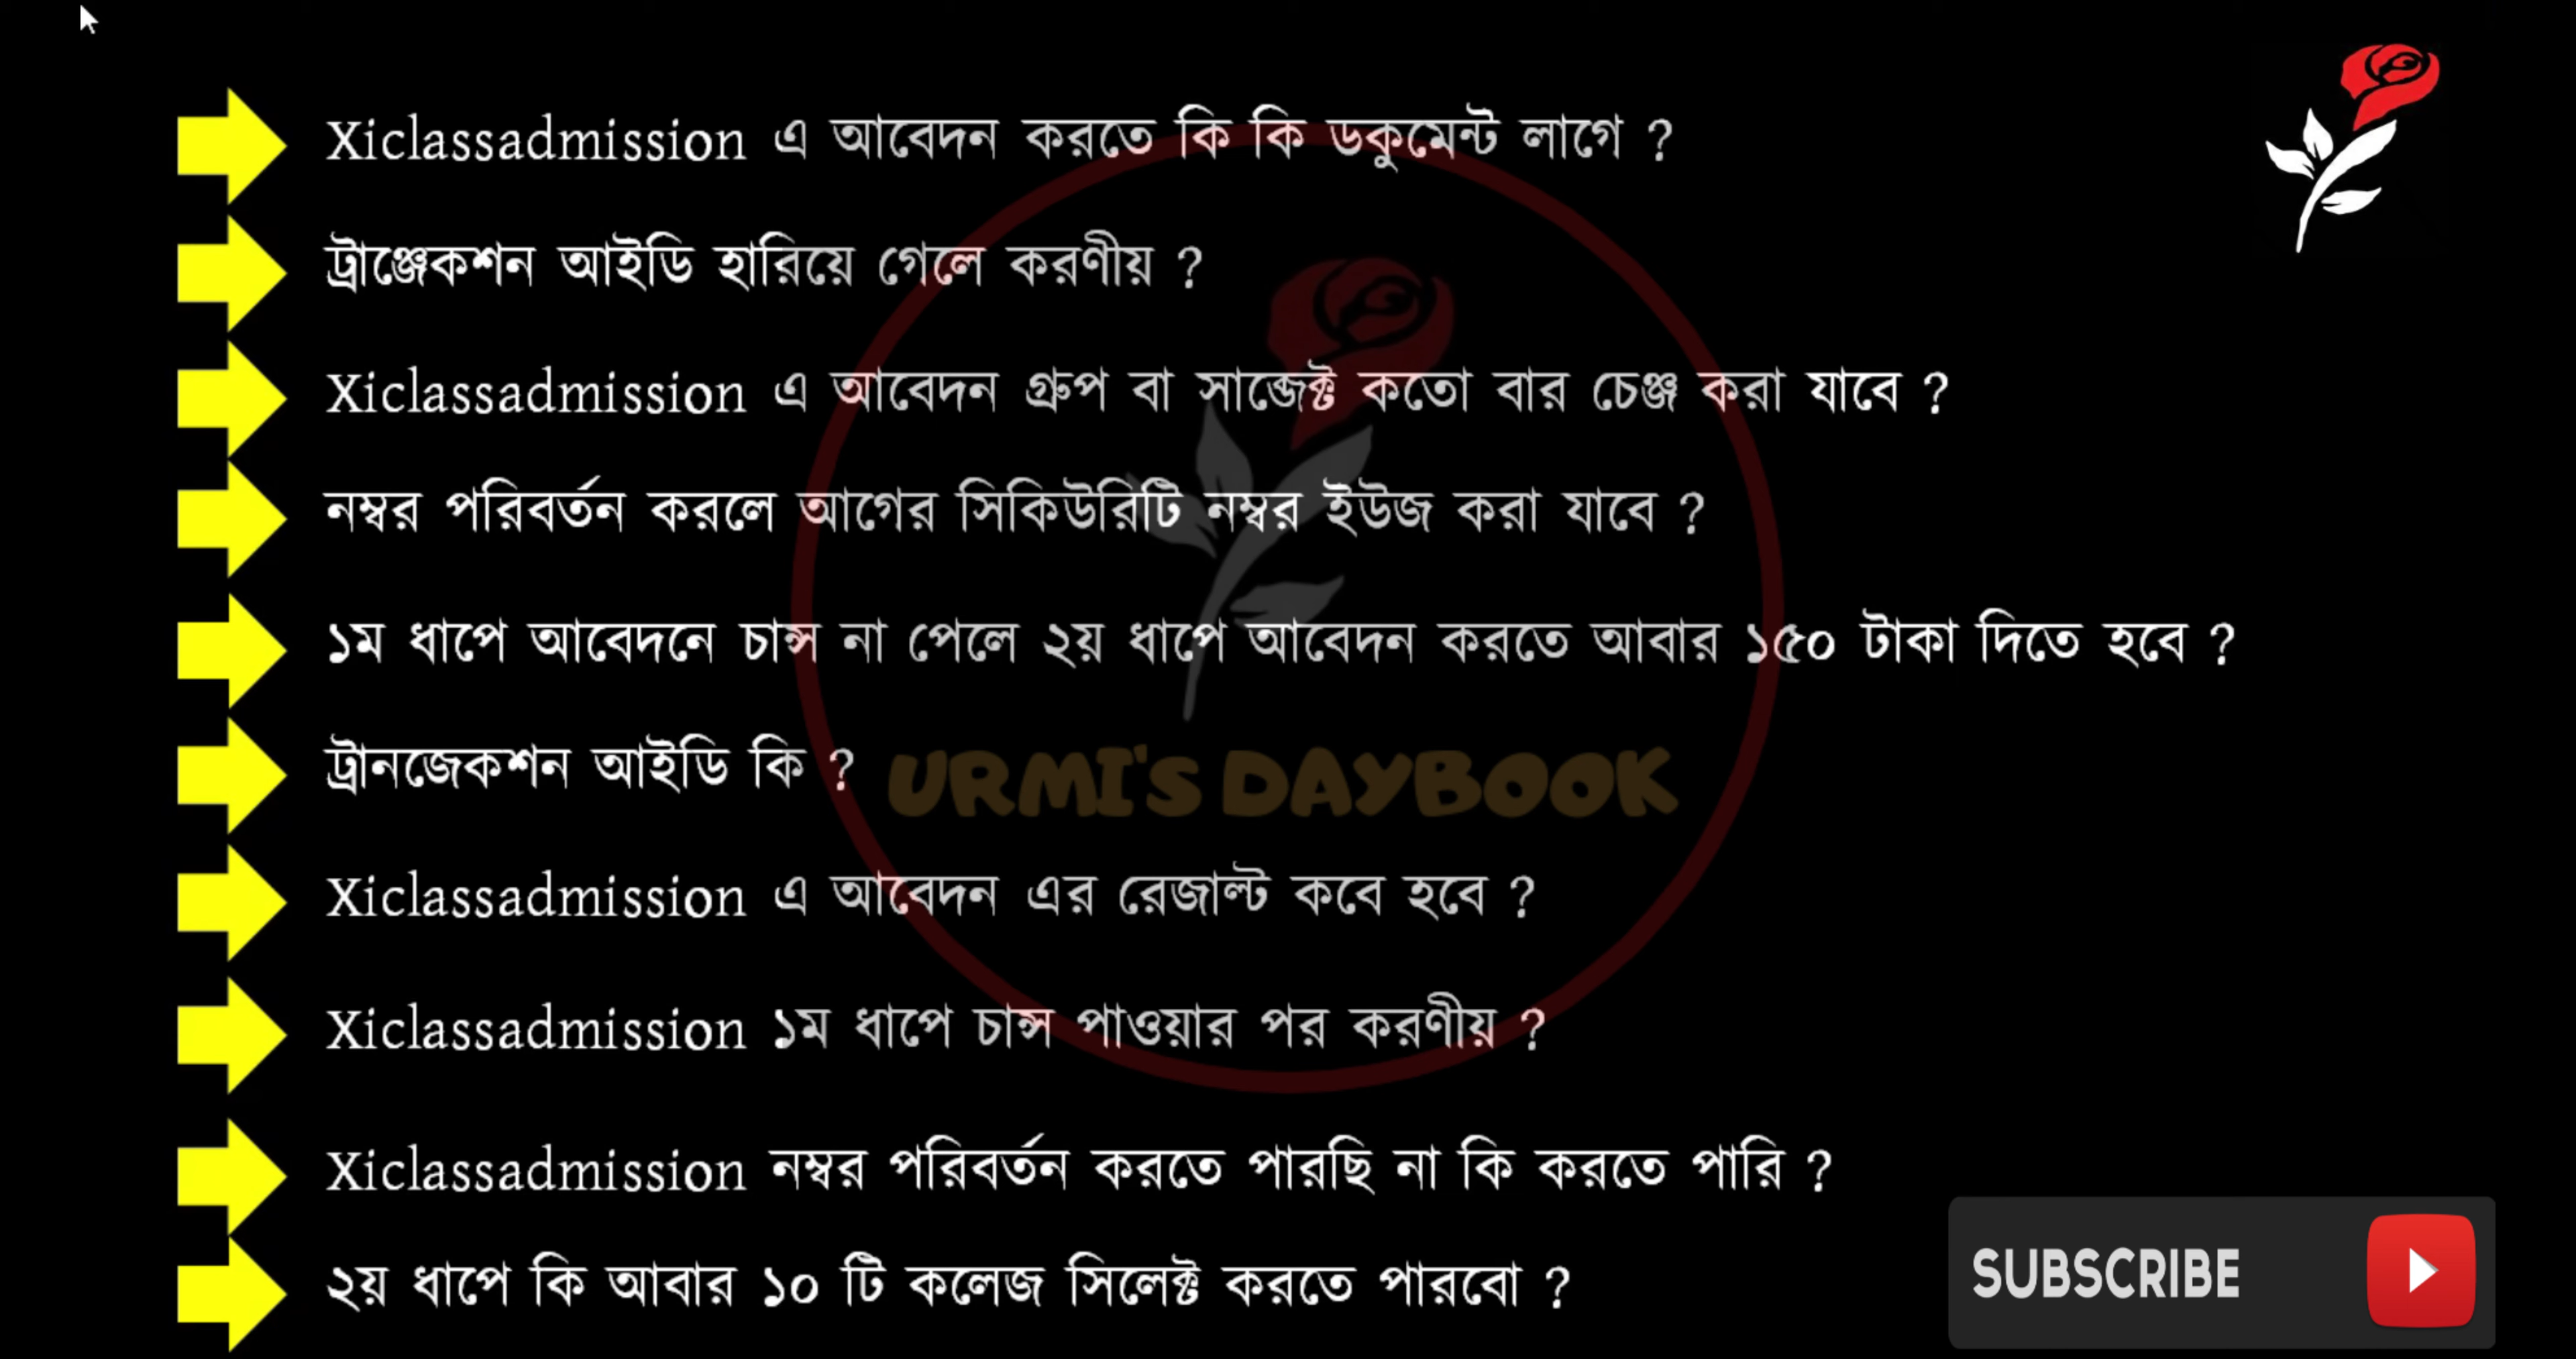 Xiclassadmission এ আবেদন করতে কি কি ডকুমেন্ট লাগে ?
ট্রাঞ্জেকশন আইডি হারিয়ে গেলে করণীয় ?
Xiclassadmission এ আবেদন গ্রুপ বা সাব্জেক্ট কতো বার চেঞ্জ করা যাবে ?
নম্বর পরিবর্তন করলে আগের সিকিউরিটি নম্বর ইউজ করা যাবে ?
১ম ধাপে আবেদনে চান্স না পেলে ২য় ধাপে আবেদন করতে আবার ১৫০ টাকা দিতে হবে ?
ট্রানজেকশন আইডি কি ?
URMI'S DAYBOOK
Xiclassadmission এ আবেদন এর রেজাল্ট কবে হবে ?
Xiclassadmission ১ম ধাপে চান্স পাওয়ার পর করণীয় ?
Xiclassadmission নম্বর পরিবর্তন করতে পারছি না কি করতে পারি ?
২য় ধাপে কি আবার ১০ টি কলেজ সিলেক্ট করতে পারবো ?
SUBSCRIBE